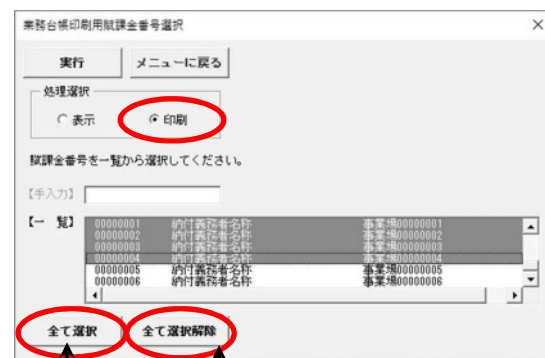 業務台帳印刷用賦課金番号選択
実行 メニューに戻る
処理選択
表示 印刷
賦課金番号を一覧から選択してください。
【手入力】
【一 覧】
00000001 納付義務者名称 事業場00000001
00000002 納付義務者名称 事業場00000002
00000003 納付義務者名称 事業場00000003
00000004 納付義務者名称 事業場00000004
00000005 納付義務者名称 事業場00000005
00000006 納付義務者名称 事業場00000006
全て選択 全て選択解除